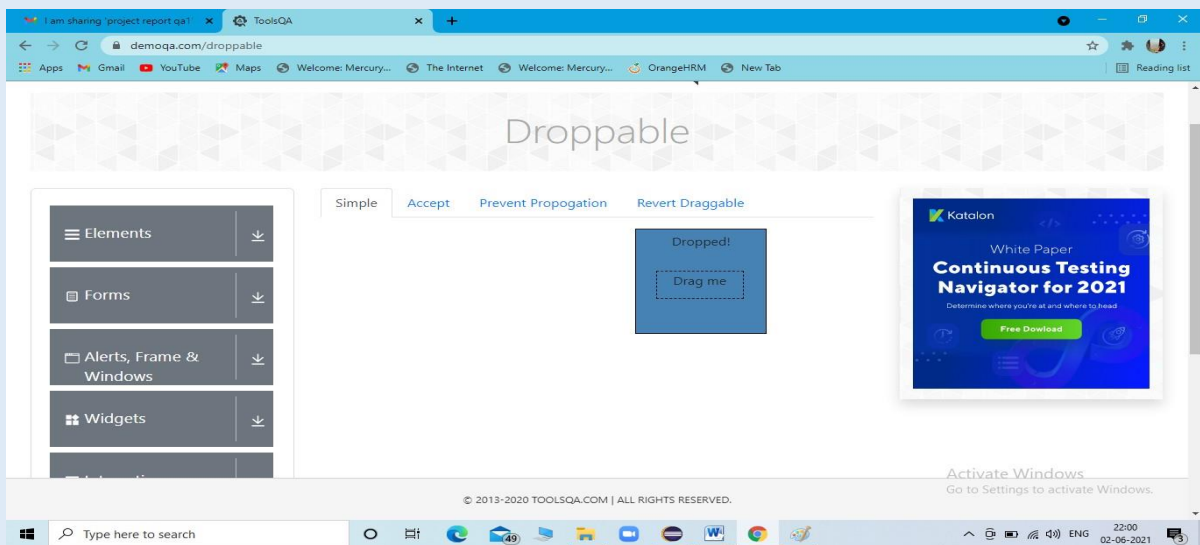 I am sharing 'project report qa1'
ToolsQA
demoqa.com/droppable
Apps Gmail YouTube Maps Welcome: Mercury... The Internet Welcome: Mercury... OrangeHRM New Tab Reading list
Droppable
Simple Accept Prevent Propogation Revert Draggable
Elements
Forms
Alerts, Frame &
Windows
Widgets
Dropped!
Drag me
Katalon
White Paper
Continuous Testing
Navigator for 2021
Determine where you're at and where to head
Free Dowload
Activate Windows
Go to Settings to activate Windows.
© 2013-2020 TOOLSQA.COM | ALL RIGHTS RESERVED.
Type here to search
49
W
ENG
22:00
02-06-2021
3